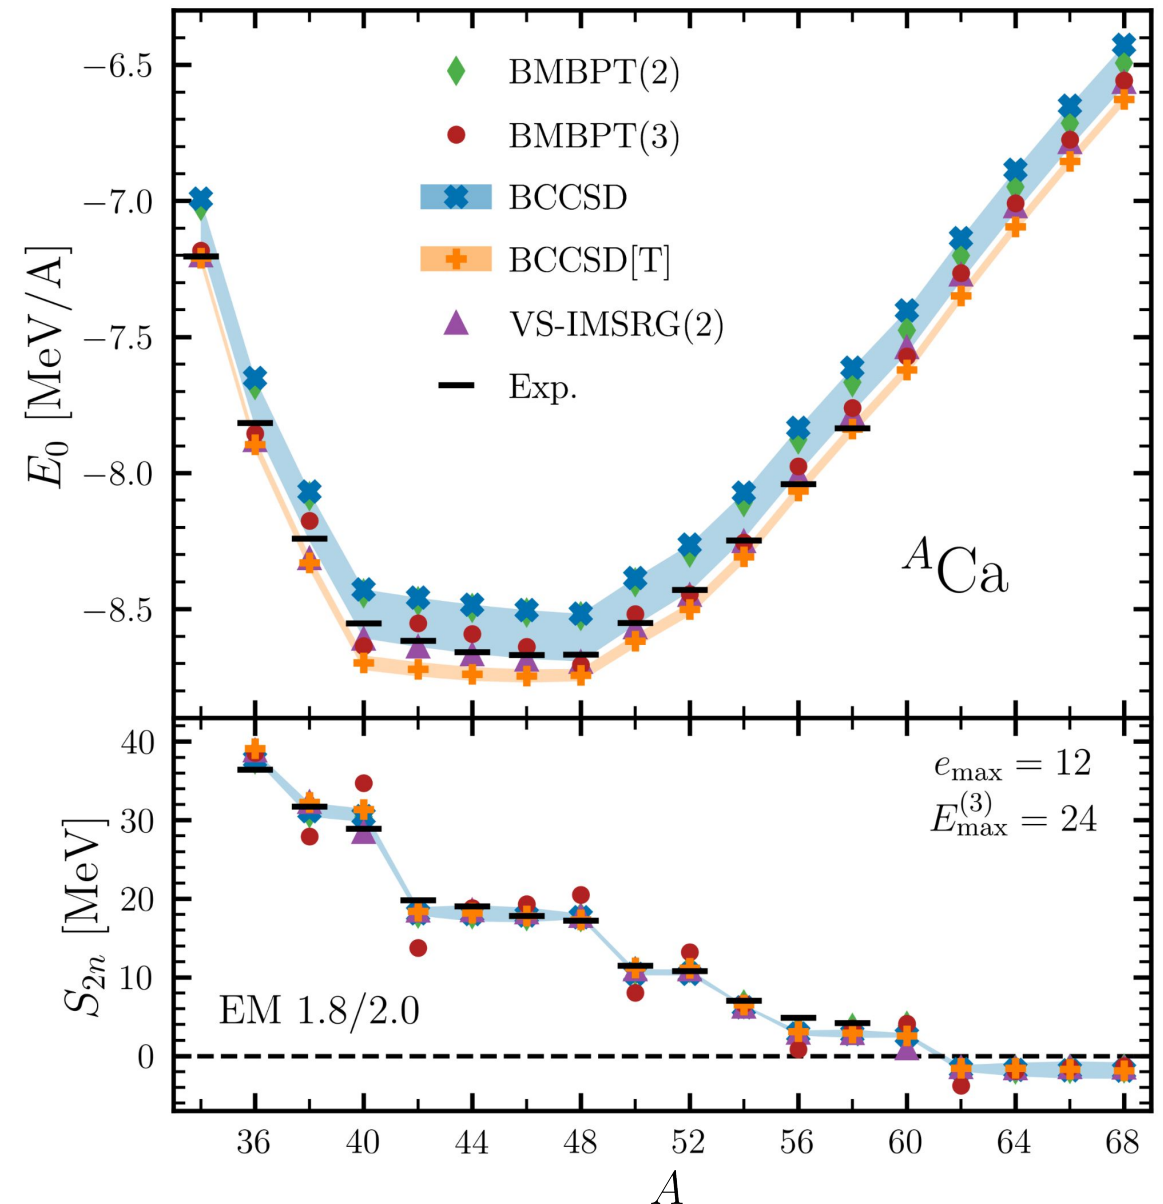 −6.5
−7.0
−7.5
−8.0
−8.5
E₀ [MeV/A]
BMBPT(2)
BMBPT(3)
BCCSD
BCCSD[T]
VS-IMSRG(2)
Exp.
ᴬCa
40
30
20
10
0
S₂ₙ [MeV]
eₘₐₓ = 12
E⁽³⁾ₘₐₓ = 24
EM 1.8/2.0
36 40 44 48 52 56 60 64 68
A